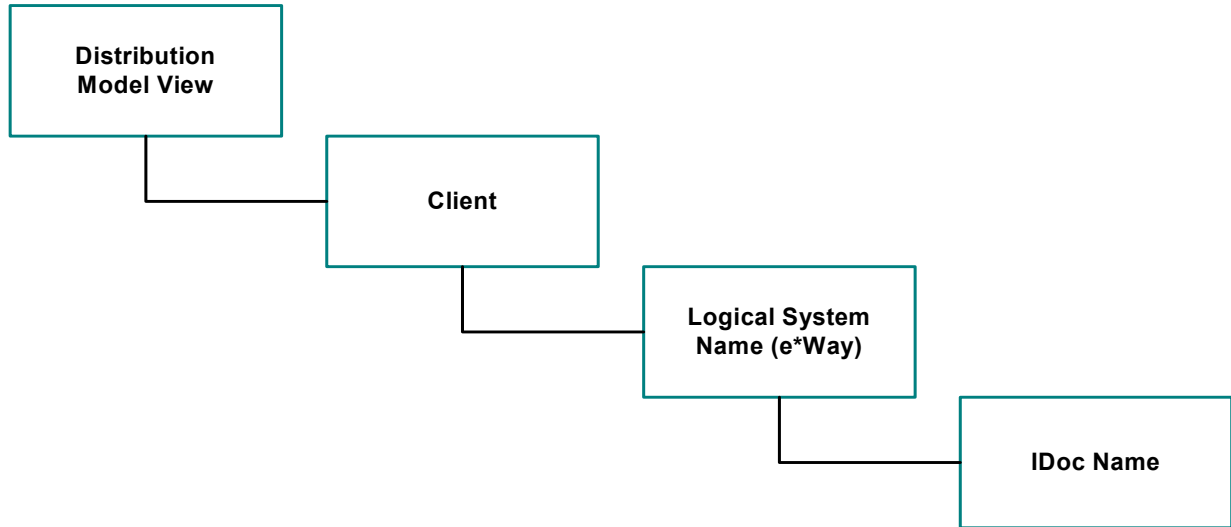 Distribution
Model View
Client
Logical System
Name (e*Way)
IDoc Name